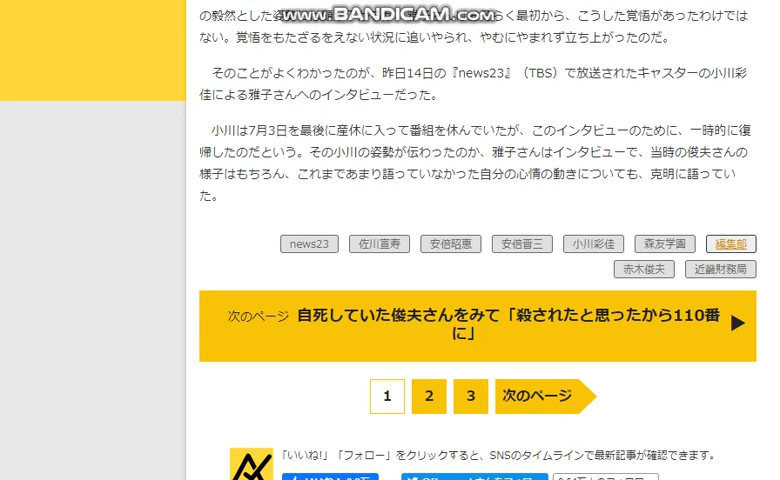 www.BANDICAM.com
の毅然とした
らく最初から、こうした覚悟があったわけでは
ない。覚悟をもたざるをえない状況に追いやられ、やむにやまれず立ち上がったのだ。
そのことがよくわかったのが、昨日14日の『news23』（TBS）で放送されたキャスターの小川彩
佳による雅子さんへのインタビューだった。
小川は7月3日を最後に産休に入って番組を休んでいたが、このインタビューのために、一時的に復
帰したのだという。その小川の姿勢が伝わったのか、雅子さんはインタビューで、当時の俊夫さんの
様子はもちろん、これまであまり語っていなかった自分の心情の動きについても、克明に語ってい
た。
news23 佐川宣寿 安倍昭恵 安倍晋三 小川彩佳 森友学園 編集部
赤木俊夫 近畿財務局
次のページ 自死していた俊夫さんをみて「殺されたと思ったから110番
に」
1 2 3 次のページ
「いいね!」「フォロー」をクリックすると、SNSのタイムラインで最新記事が確認できます。